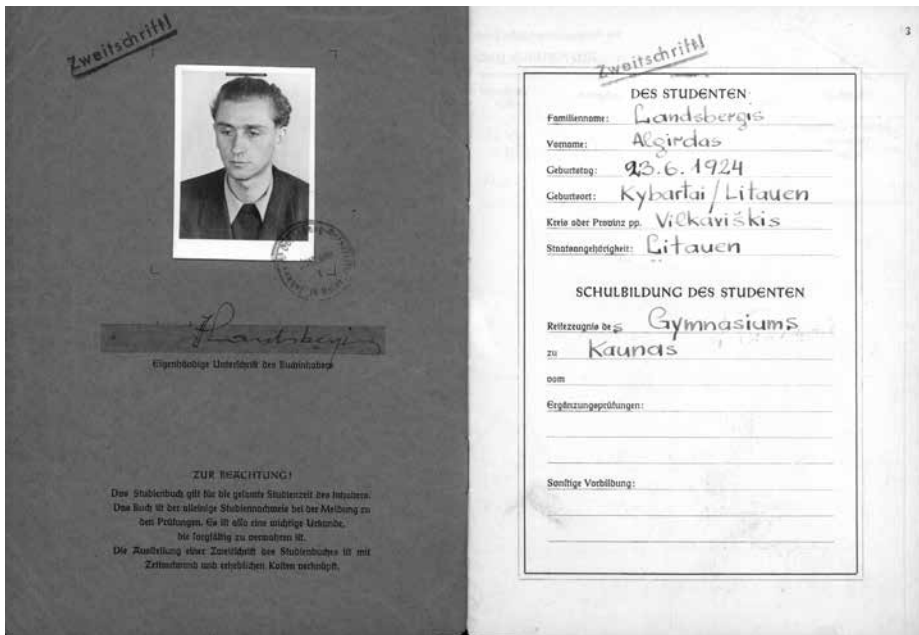 Zweitschrift!
Landsbergis
Eigenhändige Unterschrift des Buchinhabers
ZUR BEACHTUNG!
Das Studienbuch gilt für die gesamte Studienzeit des Inhabers.
Das Buch ist der alleinige Studiennachweis bei der Meldung zu
den Prüfungen. Es ist also eine wichtige Urkunde,
die sorgfältig zu verwahren ist.
Die Ausstellung einer Zweitschrift des Studienbuches ist mit
Zeitaufwand und erheblichen Kosten verknüpft.
3
Zweitschrift!
DES STUDENTEN
Familienname: Landsbergis
Vorname: Algirdas
Geburtstag: 23.6.1924
Geburtsort: Kybartai/Litauen
Kreis oder Provinz pp. Vilkaviškis
Staatsangehörigkeit: Litauen
SCHULBILDUNG DES STUDENTEN
Reifezeugnis des Gymnasiums
zu Kaunas
vom
Ergänzungsprüfungen:
Sonstige Vorbildung: